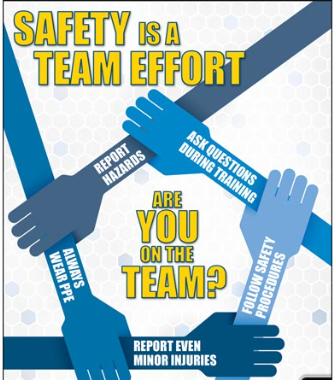 SAFETY IS A
TEAM EFFORT
REPORT
HAZARDS
ASK QUESTIONS
DURING TRAINING
ARE
YOU
ON THE
TEAM?
ALWAYS
WEAR PPE
FOLLOW SAFETY
PROCEDURES
REPORT EVEN
MINOR INJURIES